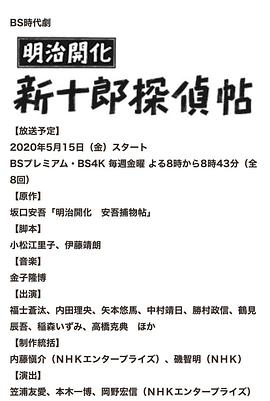 BS時代劇
明治開化
新十郎探偵帖
【放送予定】
2020年5月15日（金）スタート
BSプレミアム・BS4K 毎週金曜 よる8時から8時43分（全
8回）
【原作】
坂口安吾「明治開化　安吾捕物帖」
【脚本】
小松江里子、伊藤靖朗
【音楽】
金子隆博
【出演】
福士蒼汰、内田理央、矢本悠馬、中村靖日、勝村政信、鶴見
辰吾、稲森いずみ、高橋克典　ほか
【制作統括】
内藤愼介（ＮＨＫエンタープライズ）、磯智明（ＮＨＫ）
【演出】
笠浦友愛、本木一博、岡野宏信（ＮＨＫエンタープライズ）